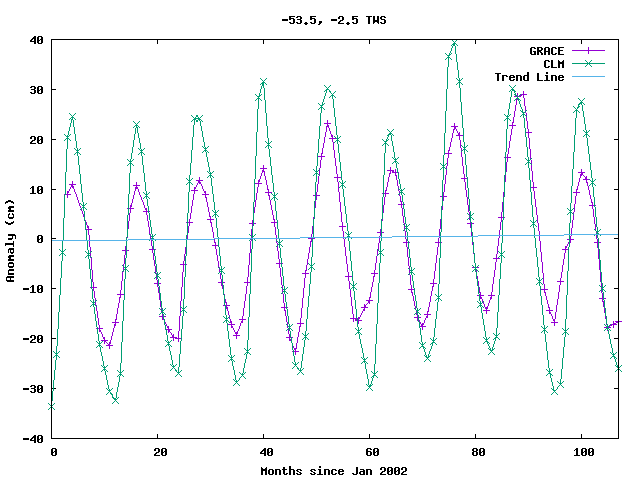 -53.5, -2.5 TWS
GRACE
CLM
Trend Line
40
30
20
10
0
-10
-20
-30
-40
Anomaly (cm)
0 20 40 60 80 100
Months since Jan 2002